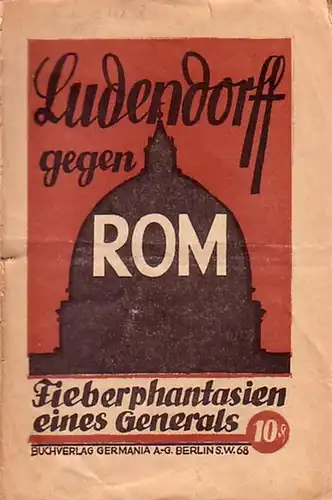 Ludendorff
gegen
ROM
Fieberphantasien
eines Generals
10₰
BUCHVERLAG GERMANIA A-G. BERLIN S.W. 68